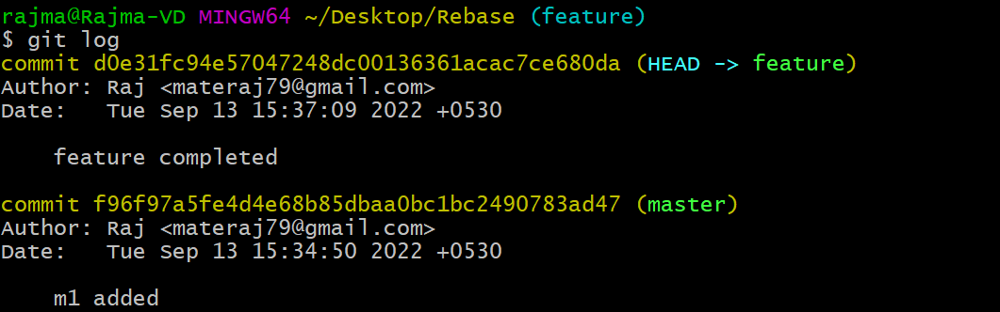 rajma@Rajma-VD MINGW64 ~/Desktop/Rebase (feature)
$ git log
commit d0e31fc94e57047248dc00136361acac7ce680da (HEAD -> feature)
Author: Raj <materaj79@gmail.com>
Date:   Tue Sep 13 15:37:09 2022 +0530
feature completed
commit f96f97a5fe4d4e68b85dbaa0bc1bc2490783ad47 (master)
Author: Raj <materaj79@gmail.com>
Date:   Tue Sep 13 15:34:50 2022 +0530
m1 added